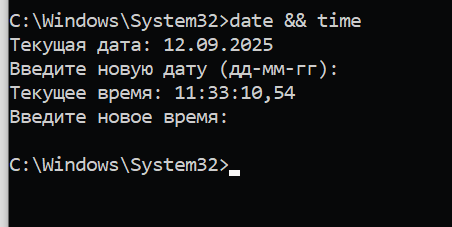 C:\Windows\System32>date && time
Текущая дата: 12.09.2025
Введите новую дату (дд-мм-гг):
Текущее время: 11:33:10,54
Введите новое время:
C:\Windows\System32>